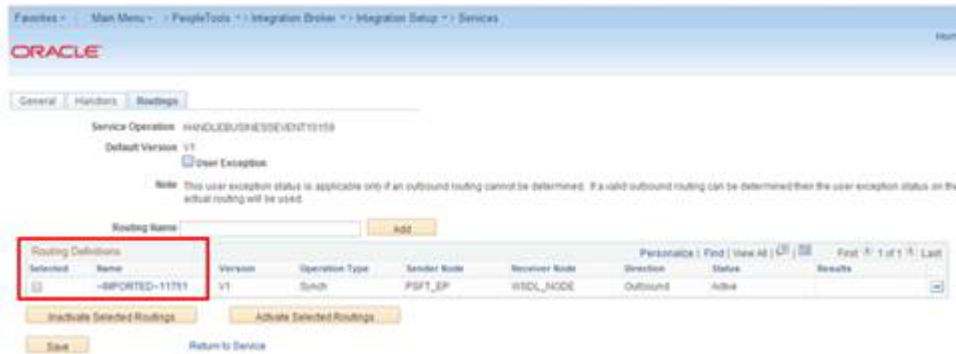 Favorites Main Menu > PeopleTools > Integration Broker > Integration Setup > Services
Home
ORACLE
General Handlers Routings
Service Operation HANDLEBUSINESSEVENT10159
Default Version V1
User Exception
Note This user exception status is applicable only if an outbound routing cannot be determined. If a valid outbound routing can be determined then the user exception status on the
actual routing will be used.
Routing Name Add
Routing Definitions Personalize | Find | View All | First 1 of 1 Last
Selected Name Version Operation Type Sender Node Receiver Node Direction Status Results
~IMPORTED~11751 V1 Synch PSFT_EP WSDL_NODE Outbound Active
Inactivate Selected Routings Activate Selected Routings
Save Return to Service